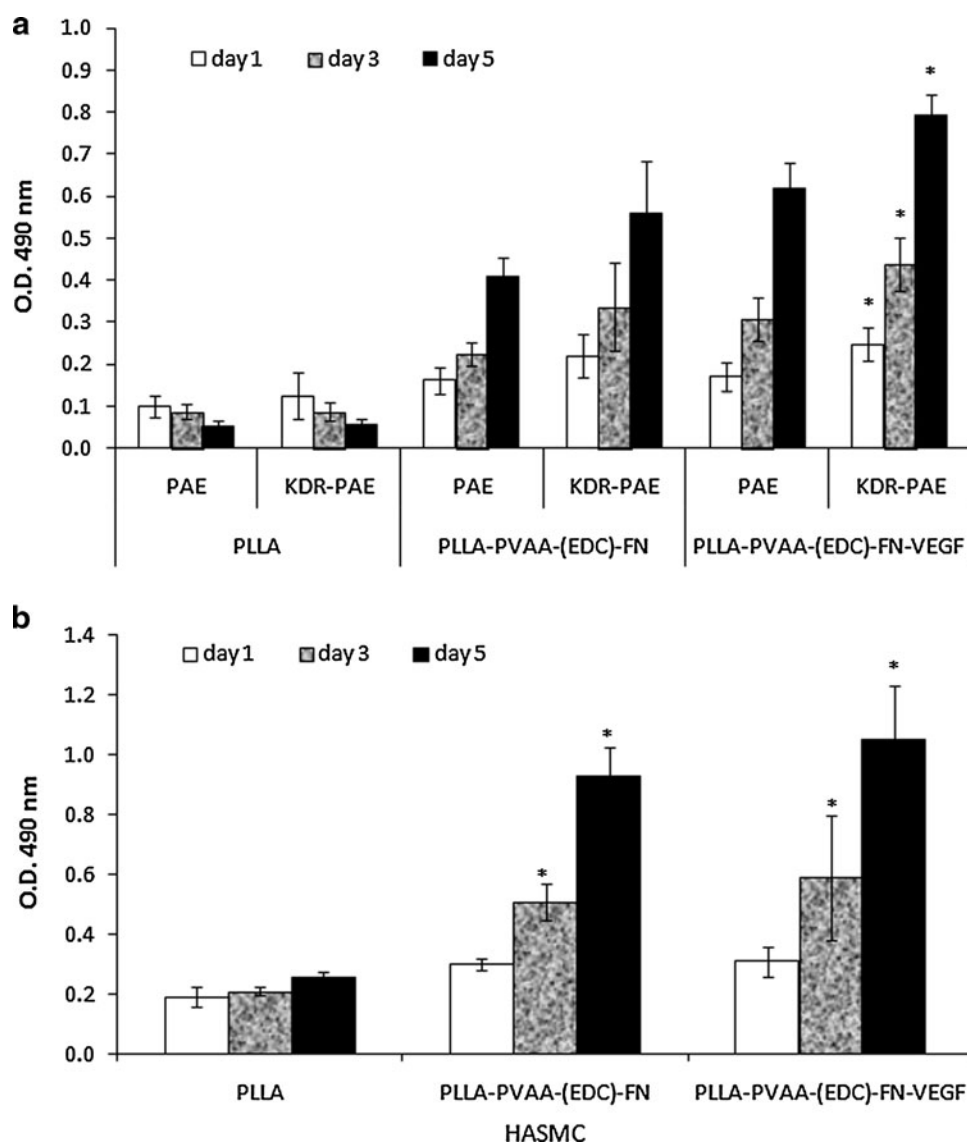 a
1.0
day 1 day 3 day 5
0.9
0.8
0.7
0.6
0.5
0.4
0.3
0.2
0.1
0.0
O.D. 490 nm
* * *
PAE KDR-PAE PAE KDR-PAE PAE KDR-PAE
PLLA PLLA-PVAA-(EDC)-FN PLLA-PVAA-(EDC)-FN-VEGF
b
1.4
day 1 day 3 day 5
1.2
1.0
0.8
0.6
0.4
0.2
0.0
O.D. 490 nm
* * * *
PLLA PLLA-PVAA-(EDC)-FN PLLA-PVAA-(EDC)-FN-VEGF
HASMC